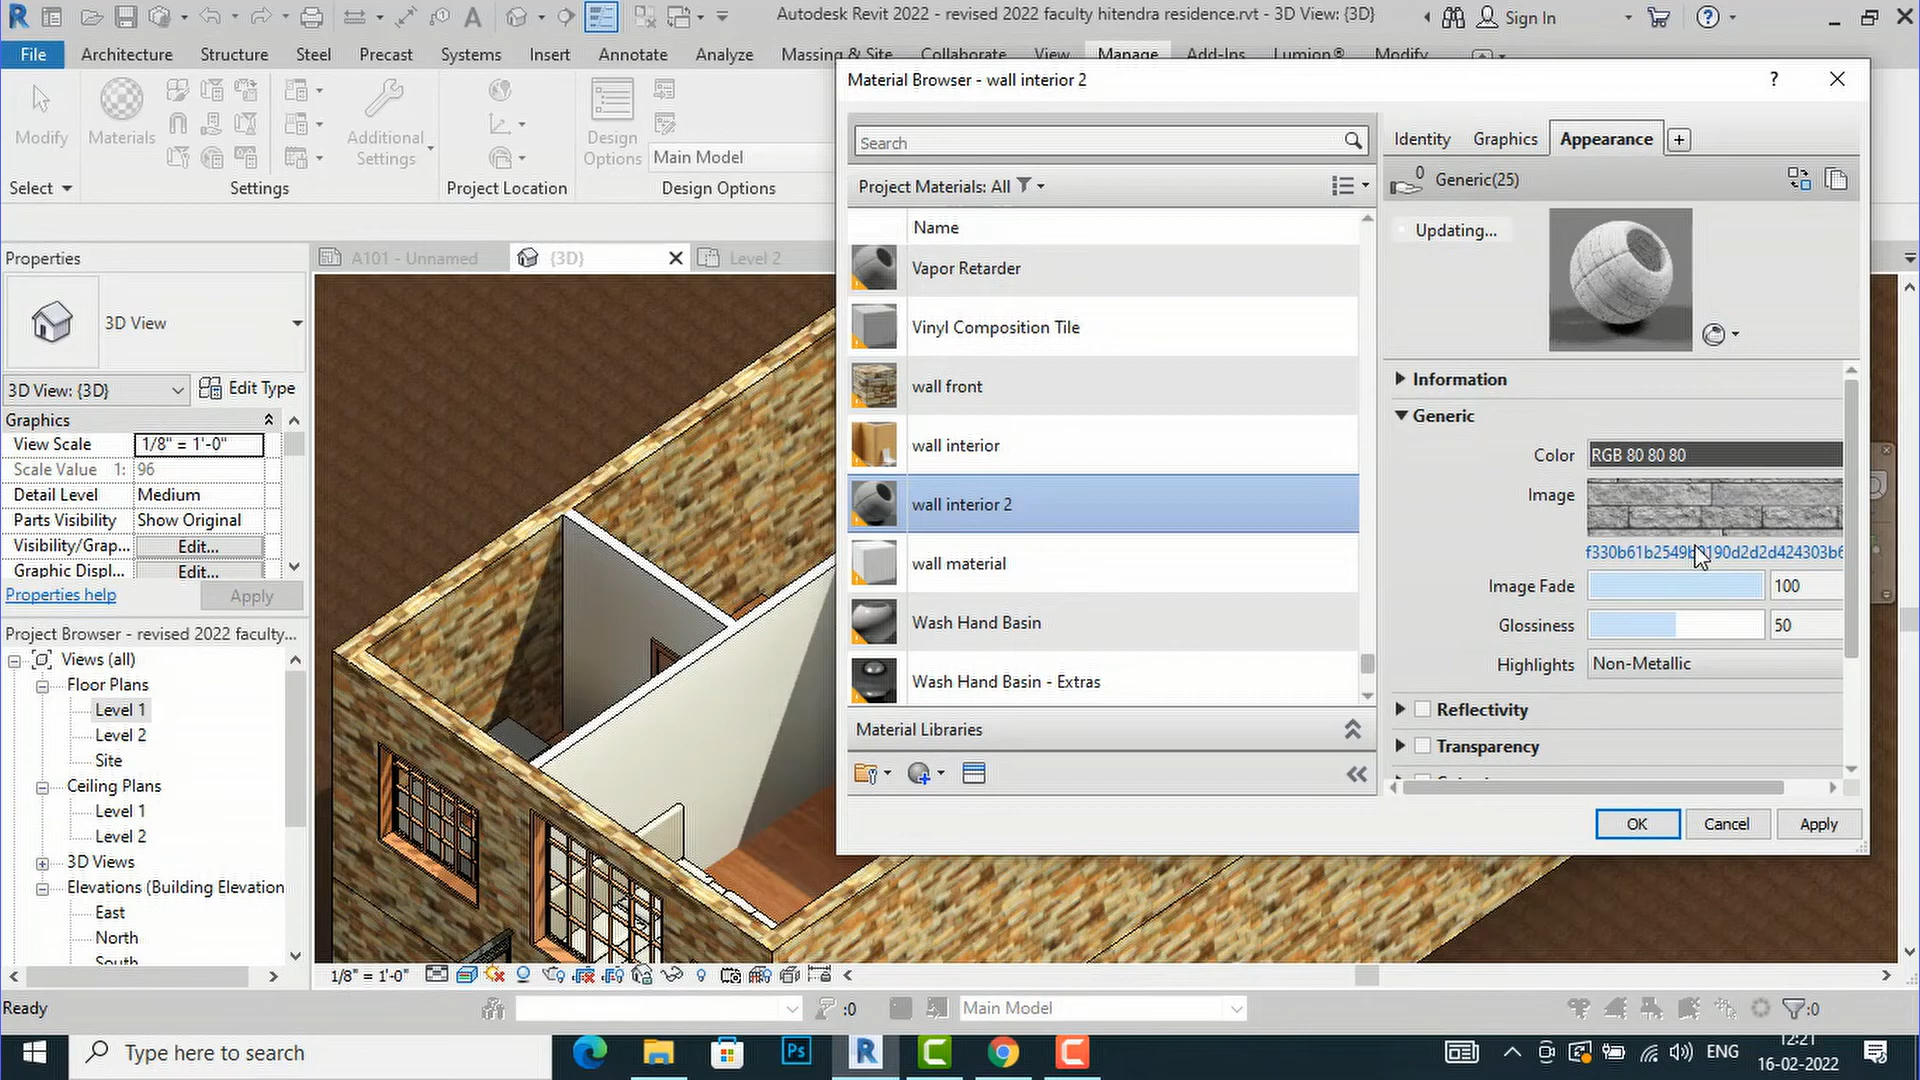 Autodesk Revit 2022 - revised 2022 faculty hitendra residence.rvt - 3D View: {3D}
Sign In
File
Architecture
Structure
Steel
Precast
Systems
Insert
Annotate
Analyze
Massing & Site
Collaborate
View
Manage
Add-Ins
Lumion®
Modify
Modify
Materials
Additional
Settings
Design
Options
Main Model
Select
Settings
Project Location
Design Options
Properties
A101 - Unnamed
{3D}
Level 2
3D View
3D View: {3D}
Edit Type
Graphics
View Scale
1/8" = 1'-0"
Scale Value 1:
96
Detail Level
Medium
Parts Visibility
Show Original
Visibility/Grap...
Edit...
Graphic Displ...
Edit...
Properties help
Apply
Project Browser - revised 2022 faculty...
Views (all)
Floor Plans
Level 1
Level 2
Site
Ceiling Plans
Level 1
Level 2
3D Views
Elevations (Building Elevation
East
North
South
Material Browser - wall interior 2
Search
Project Materials: All
Name
Vapor Retarder
Vinyl Composition Tile
wall front
wall interior
wall interior 2
wall material
Wash Hand Basin
Wash Hand Basin - Extras
Material Libraries
Identity
Graphics
Appearance
0
Generic(25)
Updating...
Information
Generic
Color
RGB 80 80 80
Image
Image Fade
100
Glossiness
50
Highlights
Non-Metallic
Reflectivity
Transparency
OK
Cancel
Apply
1/8" = 1'-0"
Ready
:0
Main Model
:0
Type here to search
Ps
ENG
12:21
16-02-2022